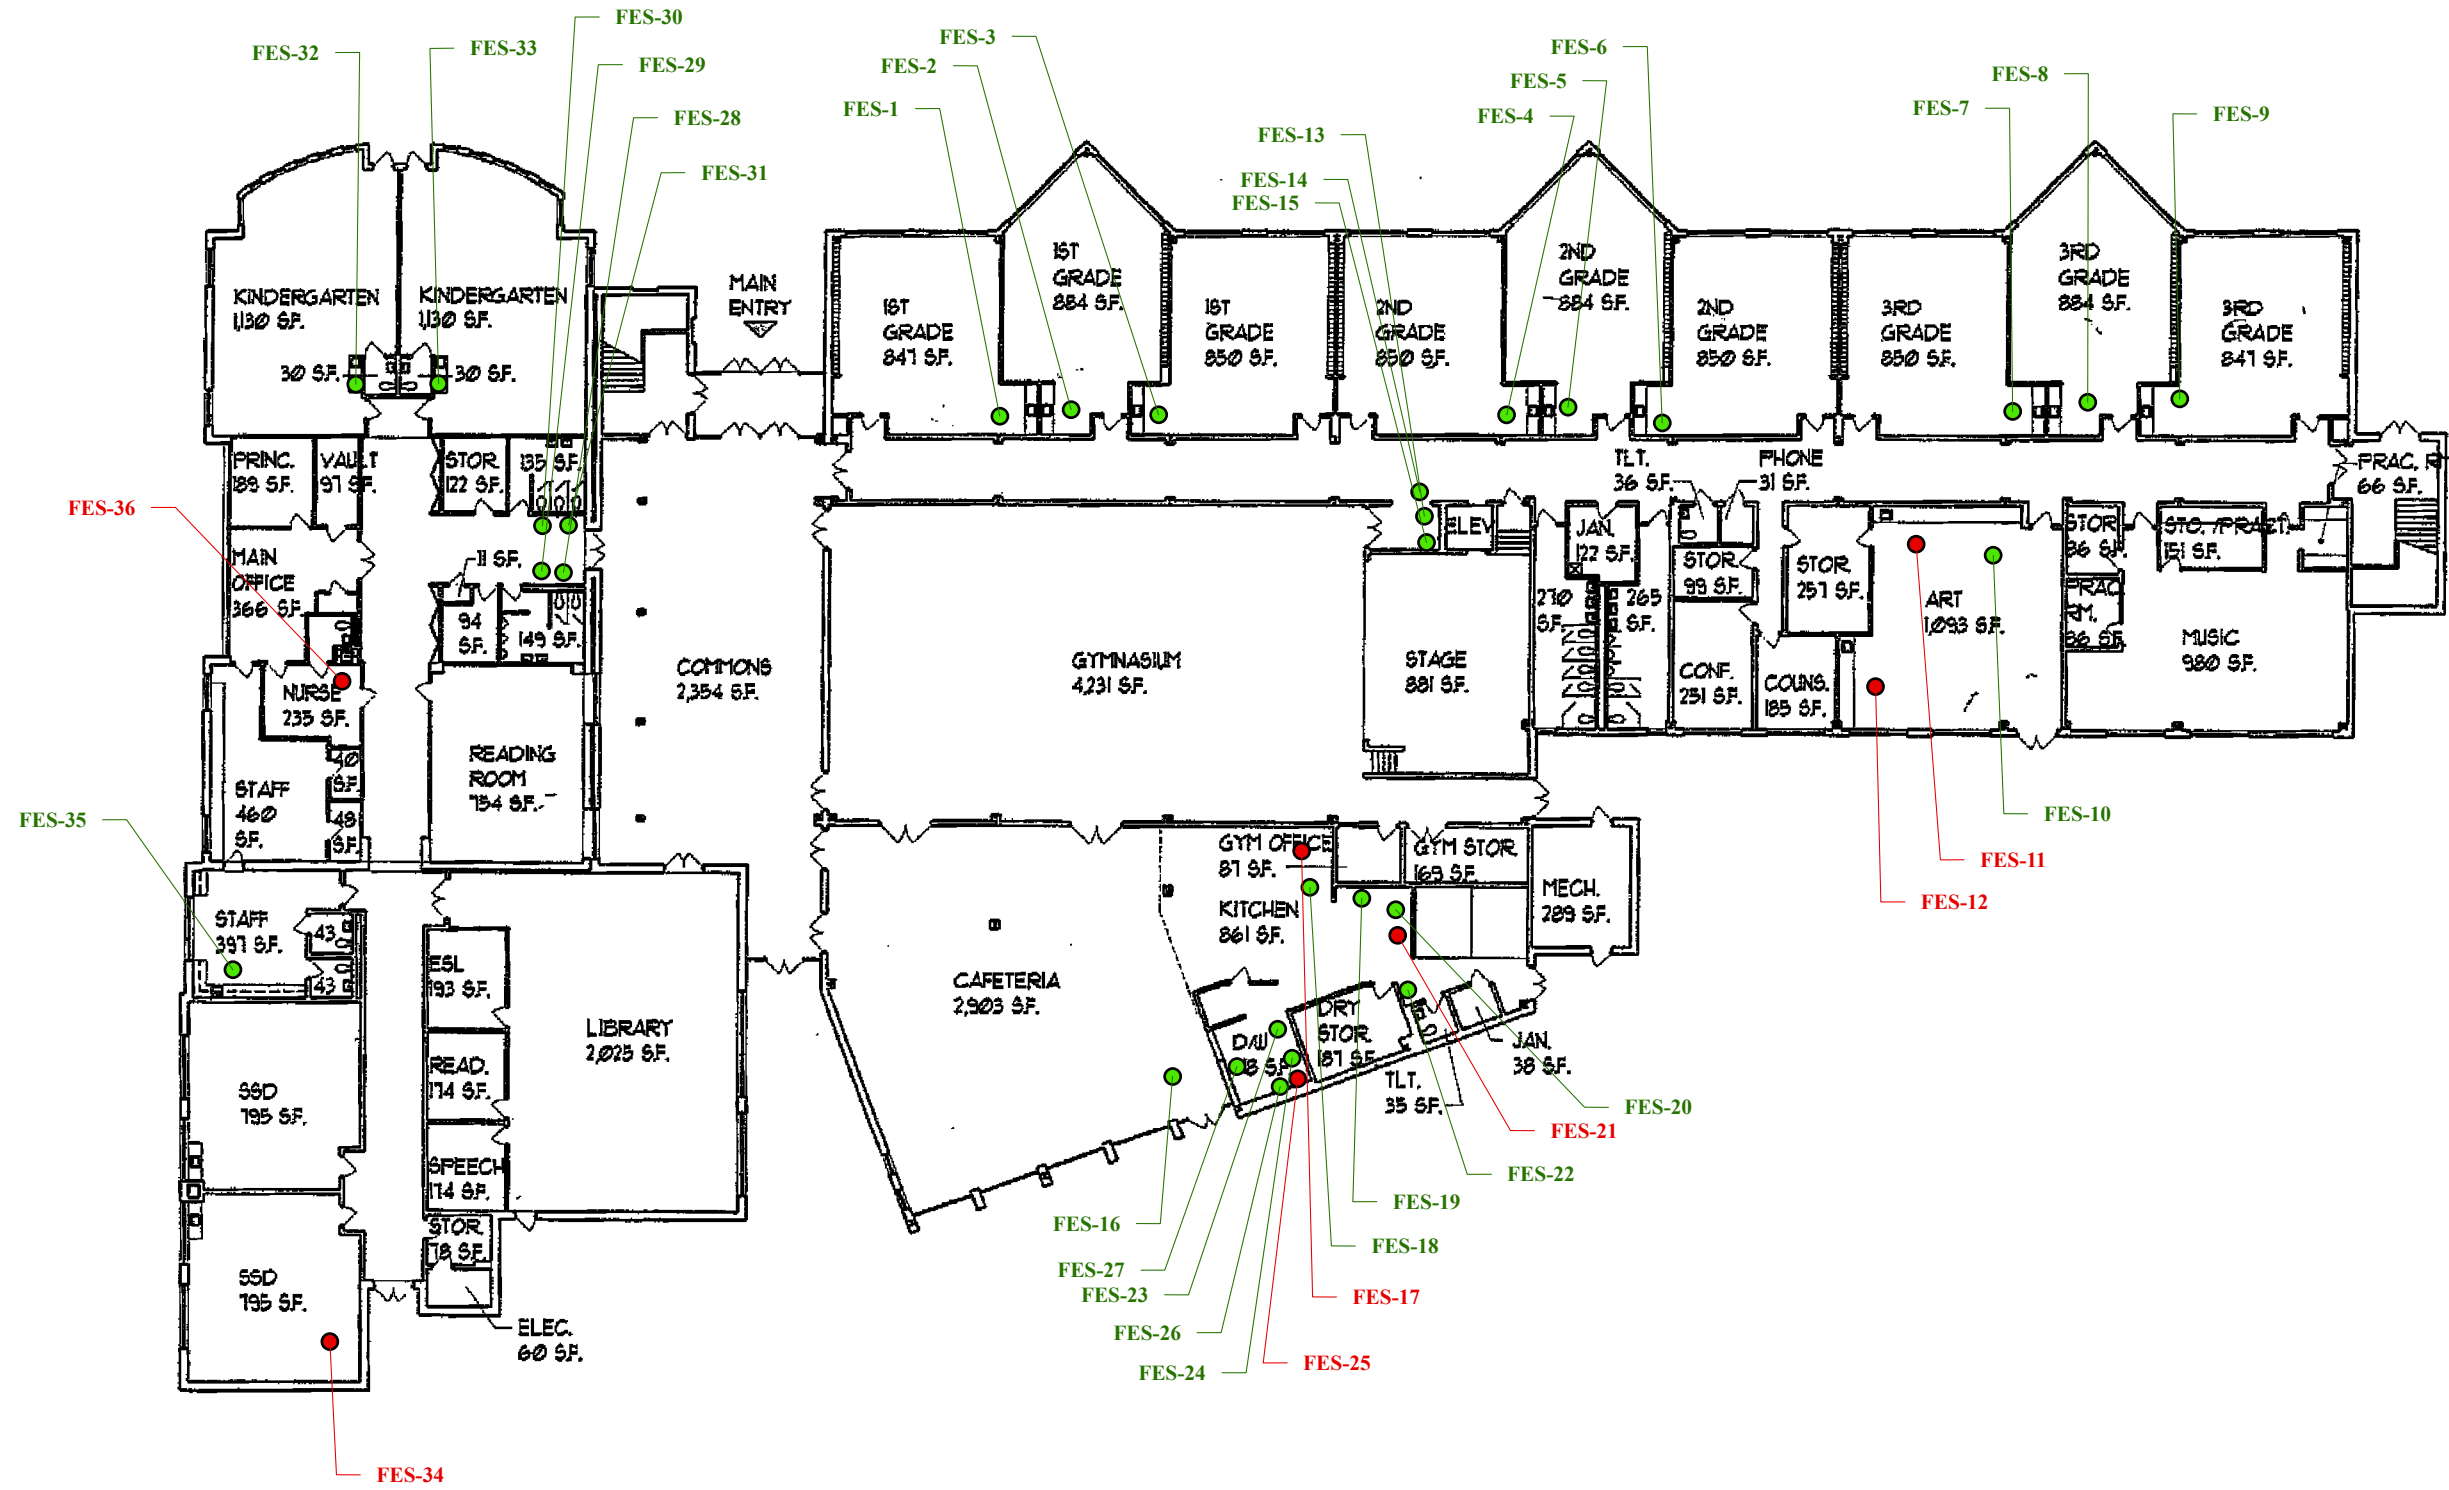 FES-30
FES-32
FES-33
FES-29
FES-28
FES-31
FES-3
FES-2
FES-1
FES-6
FES-5
FES-4
FES-13
FES-14
FES-15
FES-8
FES-7
FES-9
KINDERGARTEN
1,130 S.F.
KINDERGARTEN
1,130 S.F.
30 S.F.
30 S.F.
MAIN
ENTRY
1ST
GRADE
847 S.F.
1ST
GRADE
884 S.F.
1ST
GRADE
850 S.F.
2ND
GRADE
850 S.F.
2ND
GRADE
884 S.F.
2ND
GRADE
850 S.F.
3RD
GRADE
850 S.F.
3RD
GRADE
884 S.F.
3RD
GRADE
847 S.F.
PRINC.
189 S.F.
VAULT
97 S.F.
STOR.
122 S.F.
135 S.F.
TLT.
36 S.F.
PHONE
31 S.F.
PRAC. R
66 S.F.
FES-36
MAIN
OFFICE
366 S.F.
11 S.F.
94
S.F.
149 S.F.
ELEV.
JAN.
122 S.F.
270
S.F.
265
S.F.
STOR.
99 S.F.
STOR.
257 S.F.
ART
1,093 S.F.
STOR.
86 S.F.
STO./PRACT.
151 S.F.
PRAC.
RM.
86 S.F.
MUSIC
980 S.F.
NURSE
235 S.F.
COMMONS
2,354 S.F.
GYMNASIUM
4,231 S.F.
STAGE
881 S.F.
CONF.
251 S.F.
COUNS.
185 S.F.
READING
ROOM
754 S.F.
40
S.F.
48
S.F.
STAFF
460
S.F.
FES-35
FES-10
FES-11
FES-12
GYM OFFICE
87 S.F.
GYM STOR.
169 S.F.
MECH.
289 S.F.
KITCHEN
861 S.F.
STAFF
397 S.F.
43
43
ESL
193 S.F.
CAFETERIA
2,903 S.F.
LIBRARY
2,025 S.F.
DRY
STOR.
187 S.F.
D/W
18 S.F.
JAN.
38 S.F.
TLT.
35 S.F.
READ.
174 S.F.
SSD
795 S.F.
SPEECH
174 S.F.
STOR.
78 S.F.
SSD
795 S.F.
ELEC.
60 S.F.
FES-20
FES-21
FES-22
FES-19
FES-16
FES-18
FES-27
FES-23
FES-17
FES-26
FES-25
FES-24
FES-34